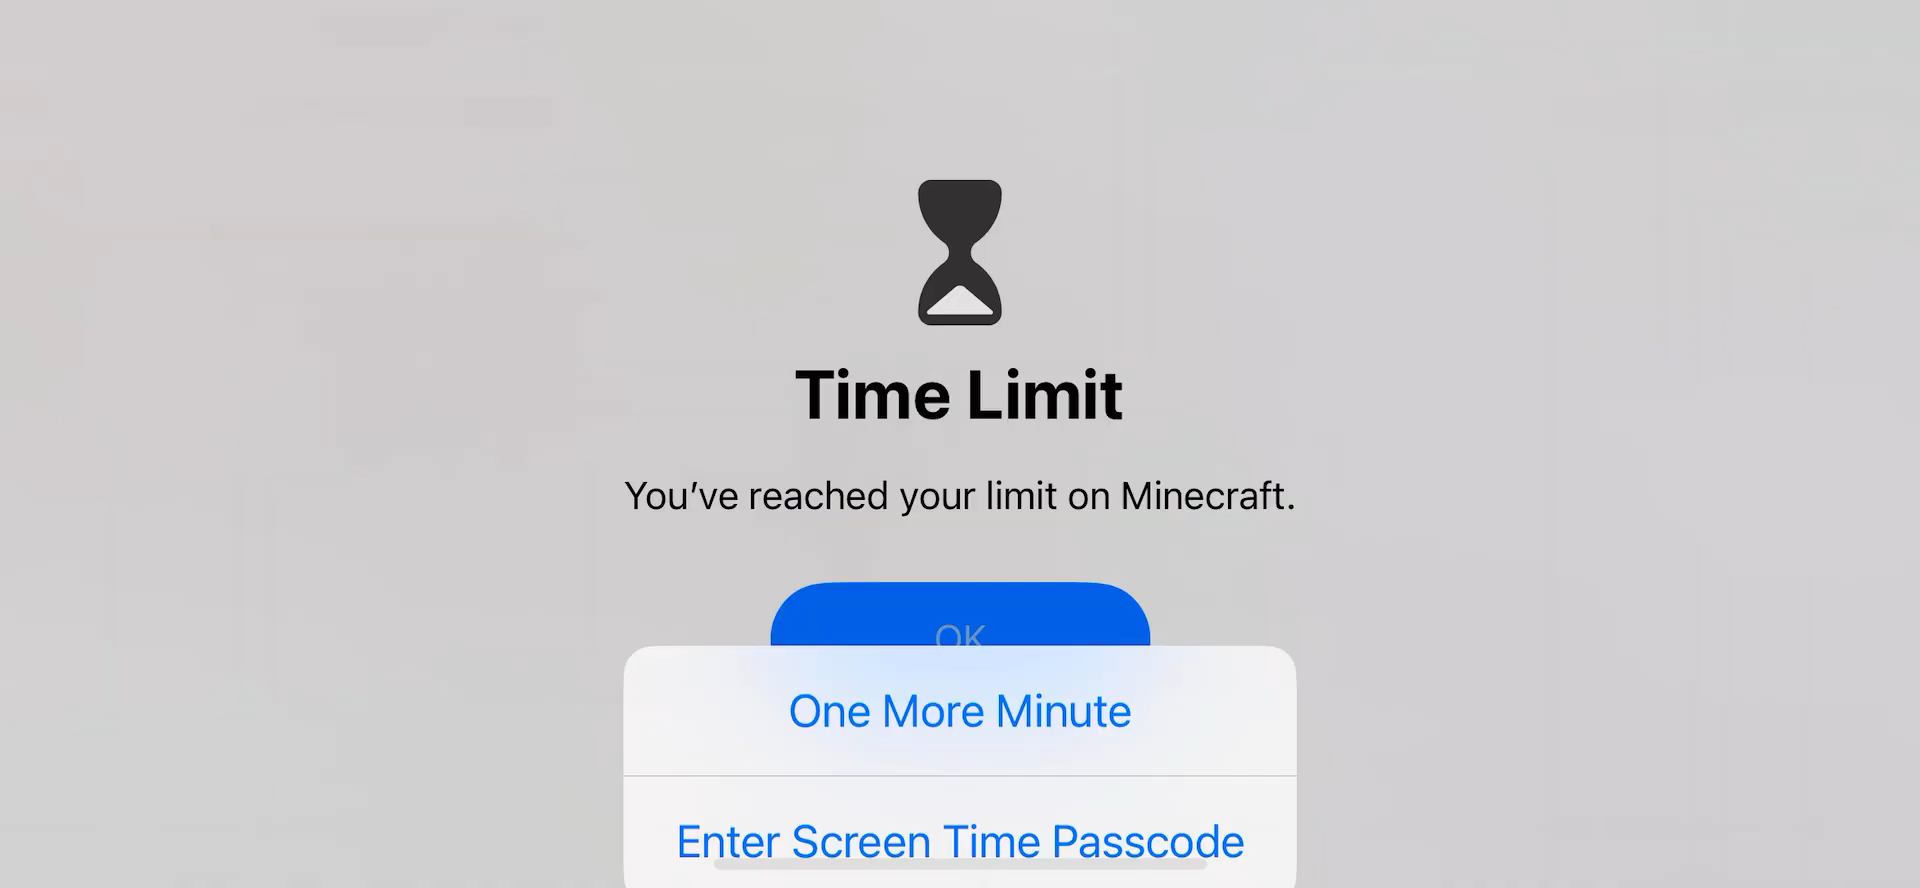 Time Limit
You’ve reached your limit on Minecraft.
OK
One More Minute
Enter Screen Time Passcode